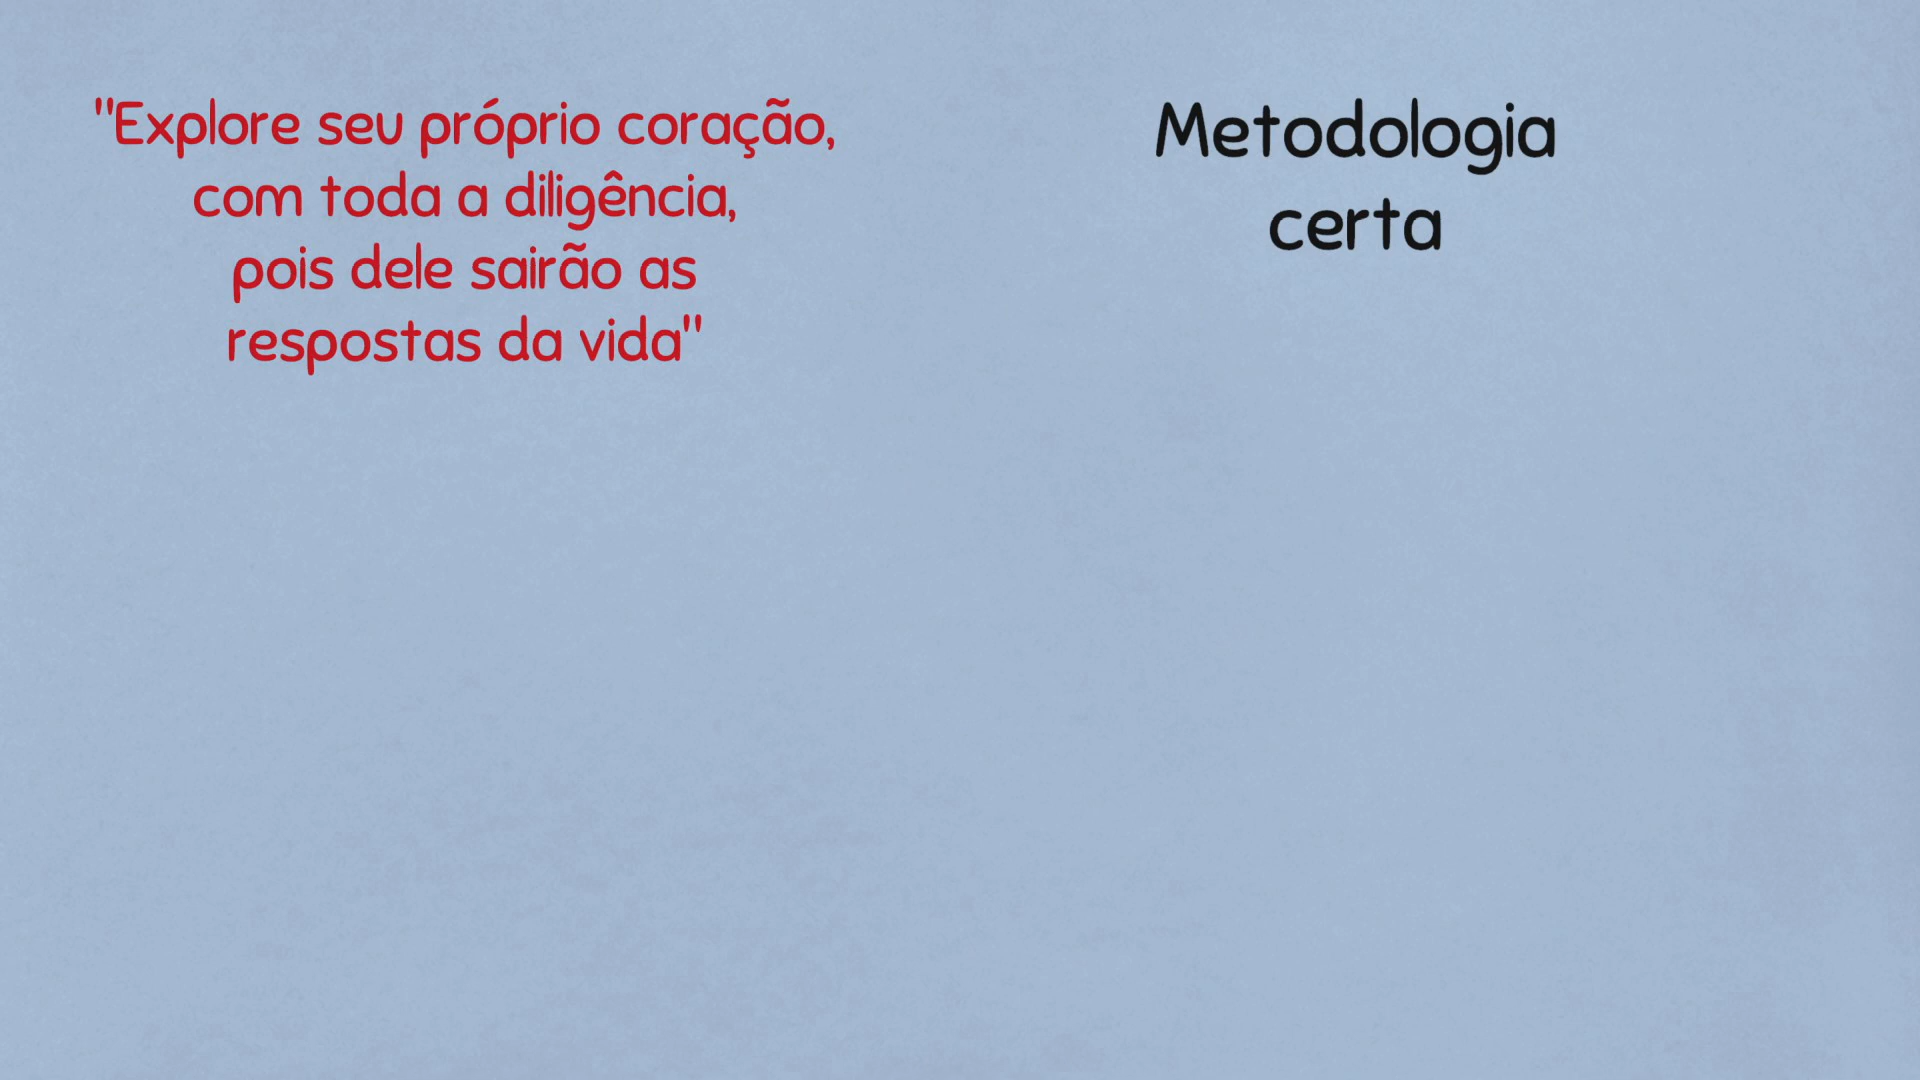 "Explore seu próprio coração,
com toda a diligência,
pois dele sairão as
respostas da vida"
Metodologia
certa